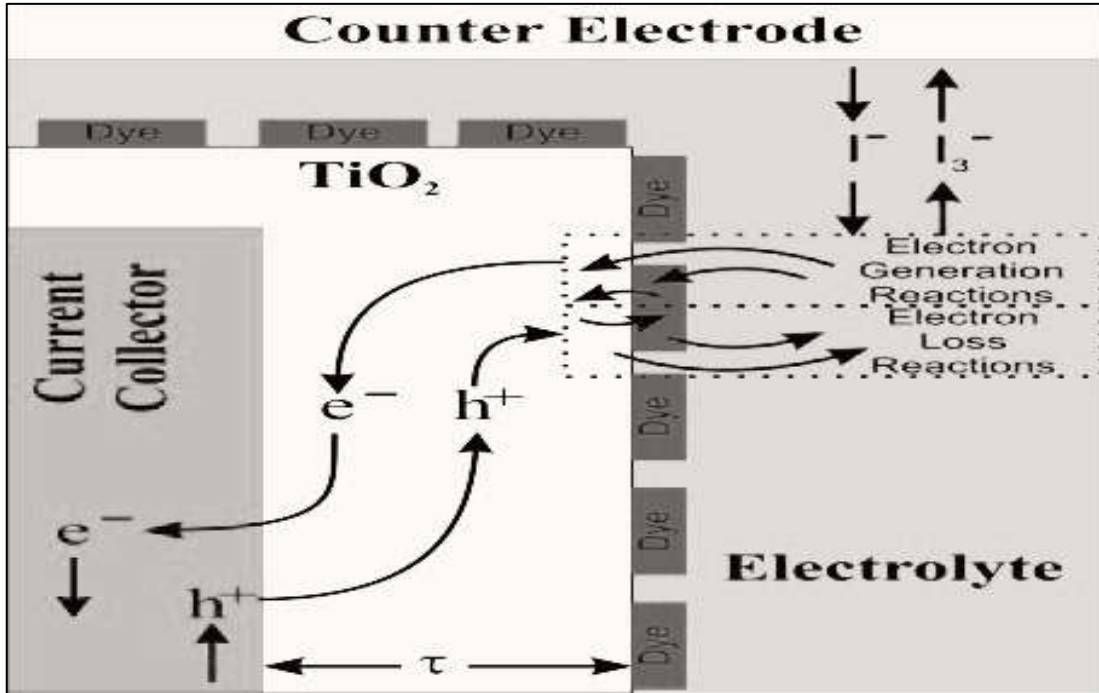 Counter Electrode
Dye Dye Dye
TiO₂
I⁻ I₃⁻
Dye
Electron
Generation
Reactions
Electron
Loss
Reactions
Current
Collector
e⁻ h⁺
Dye
e⁻
Dye
Electrolyte
h⁺
τ
Dye